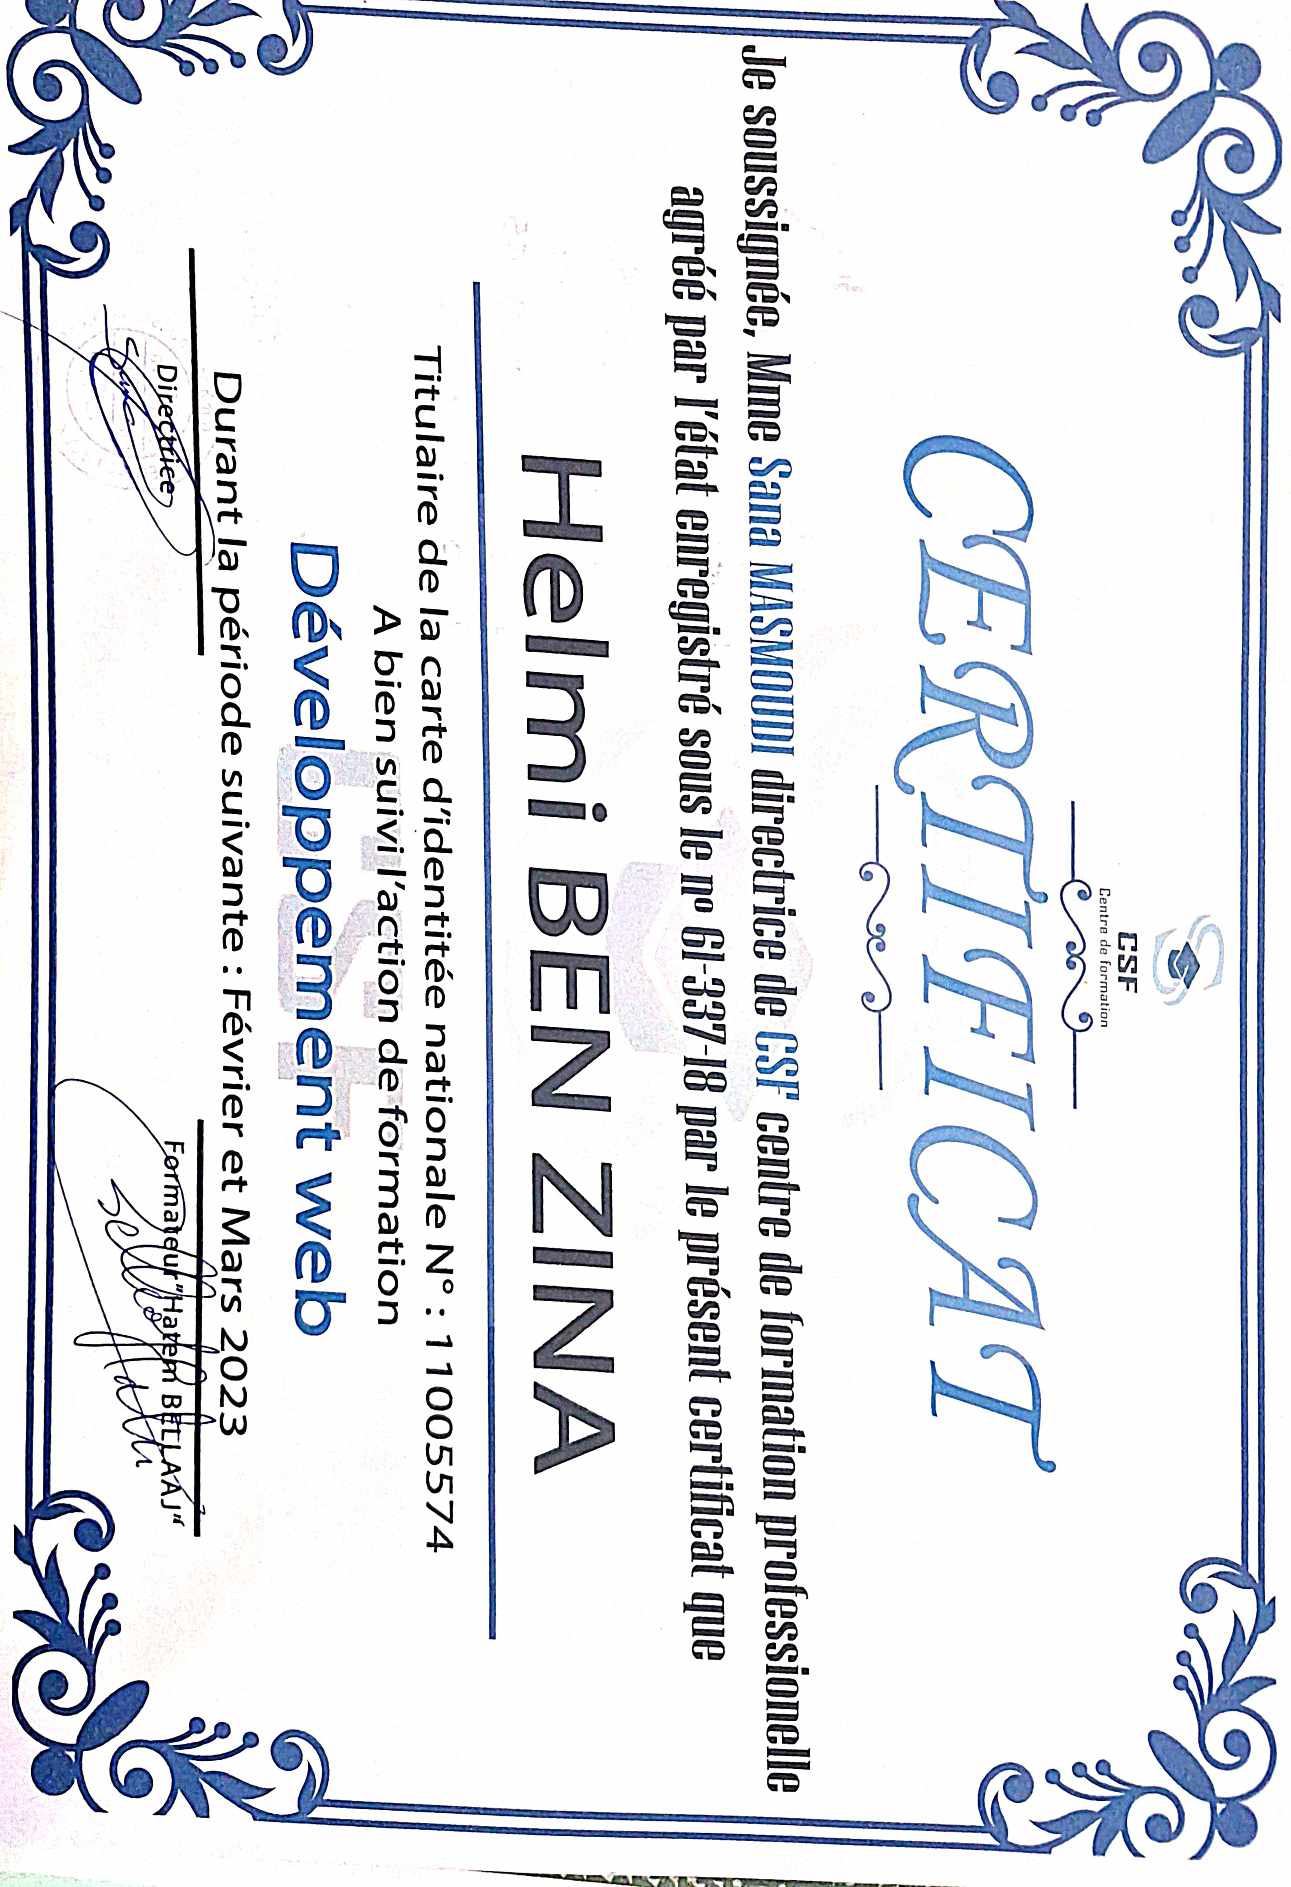 CSF
Centre de formation
CERTIFICAT
Je soussignée, Mme Sana MASMOUDI directrice de CSF centre de formation professionelle
agréé par l'état enregistré sous le nº 61-337-18 par le présent certificat que
Helmi BEN ZINA
Titulaire de la carte d'identitée nationale N° : 11005574
A bien suivi l'action de formation
CSF
Développement web
Durant la période suivante : Février et Mars 2023
Directrice
Formateur "Hatem BELLAAJ"